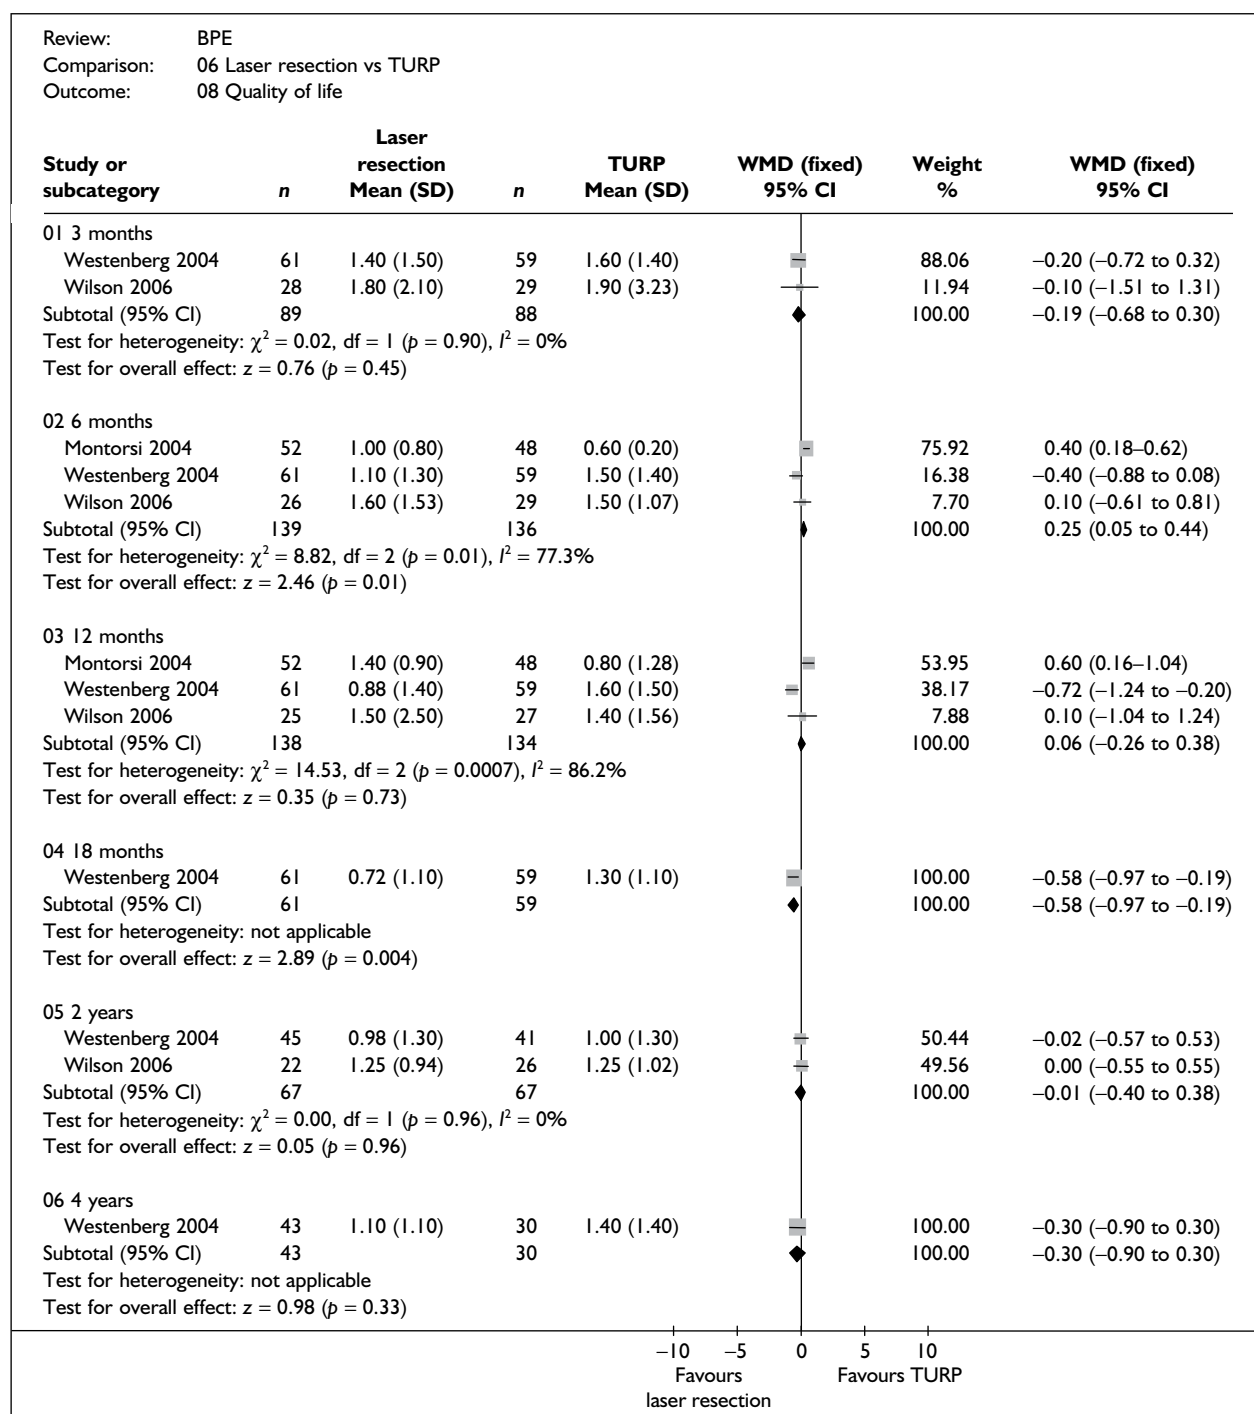 Review: BPE
Comparison: 06 Laser resection vs TURP
Outcome: 08 Quality of life
Laser
Study or resection TURP WMD (fixed) Weight WMD (fixed)
subcategory n Mean (SD) n Mean (SD) 95% CI % 95% CI
01 3 months
Westenberg 2004 61 1.40 (1.50) 59 1.60 (1.40) 88.06 −0.20 (−0.72 to 0.32)
Wilson 2006 28 1.80 (2.10) 29 1.90 (3.23) 11.94 −0.10 (−1.51 to 1.31)
Subtotal (95% CI) 89 88 100.00 −0.19 (−0.68 to 0.30)
Test for heterogeneity: χ² = 0.02, df = 1 (p = 0.90), I² = 0%
Test for overall effect: z = 0.76 (p = 0.45)
02 6 months
Montorsi 2004 52 1.00 (0.80) 48 0.60 (0.20) 75.92 0.40 (0.18–0.62)
Westenberg 2004 61 1.10 (1.30) 59 1.50 (1.40) 16.38 −0.40 (−0.88 to 0.08)
Wilson 2006 26 1.60 (1.53) 29 1.50 (1.07) 7.70 0.10 (−0.61 to 0.81)
Subtotal (95% CI) 139 136 100.00 0.25 (0.05 to 0.44)
Test for heterogeneity: χ² = 8.82, df = 2 (p = 0.01), I² = 77.3%
Test for overall effect: z = 2.46 (p = 0.01)
03 12 months
Montorsi 2004 52 1.40 (0.90) 48 0.80 (1.28) 53.95 0.60 (0.16–1.04)
Westenberg 2004 61 0.88 (1.40) 59 1.60 (1.50) 38.17 −0.72 (−1.24 to −0.20)
Wilson 2006 25 1.50 (2.50) 27 1.40 (1.56) 7.88 0.10 (−1.04 to 1.24)
Subtotal (95% CI) 138 134 100.00 0.06 (−0.26 to 0.38)
Test for heterogeneity: χ² = 14.53, df = 2 (p = 0.0007), I² = 86.2%
Test for overall effect: z = 0.35 (p = 0.73)
04 18 months
Westenberg 2004 61 0.72 (1.10) 59 1.30 (1.10) 100.00 −0.58 (−0.97 to −0.19)
Subtotal (95% CI) 61 59 100.00 −0.58 (−0.97 to −0.19)
Test for heterogeneity: not applicable
Test for overall effect: z = 2.89 (p = 0.004)
05 2 years
Westenberg 2004 45 0.98 (1.30) 41 1.00 (1.30) 50.44 −0.02 (−0.57 to 0.53)
Wilson 2006 22 1.25 (0.94) 26 1.25 (1.02) 49.56 0.00 (−0.55 to 0.55)
Subtotal (95% CI) 67 67 100.00 −0.01 (−0.40 to 0.38)
Test for heterogeneity: χ² = 0.00, df = 1 (p = 0.96), I² = 0%
Test for overall effect: z = 0.05 (p = 0.96)
06 4 years
Westenberg 2004 43 1.10 (1.10) 30 1.40 (1.40) 100.00 −0.30 (−0.90 to 0.30)
Subtotal (95% CI) 43 30 100.00 −0.30 (−0.90 to 0.30)
Test for heterogeneity: not applicable
Test for overall effect: z = 0.98 (p = 0.33)
−10 −5 0 5 10
Favours Favours TURP
laser resection